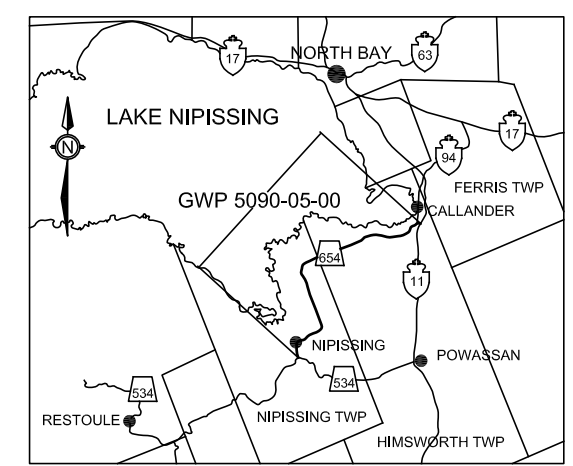 NORTH BAY
17
63
LAKE NIPISSING
17
N
94
GWP 5090-05-00
FERRIS TWP
CALLANDER
654
11
NIPISSING
POWASSAN
534
534
NIPISSING TWP
RESTOULE
HIMSWORTH TWP